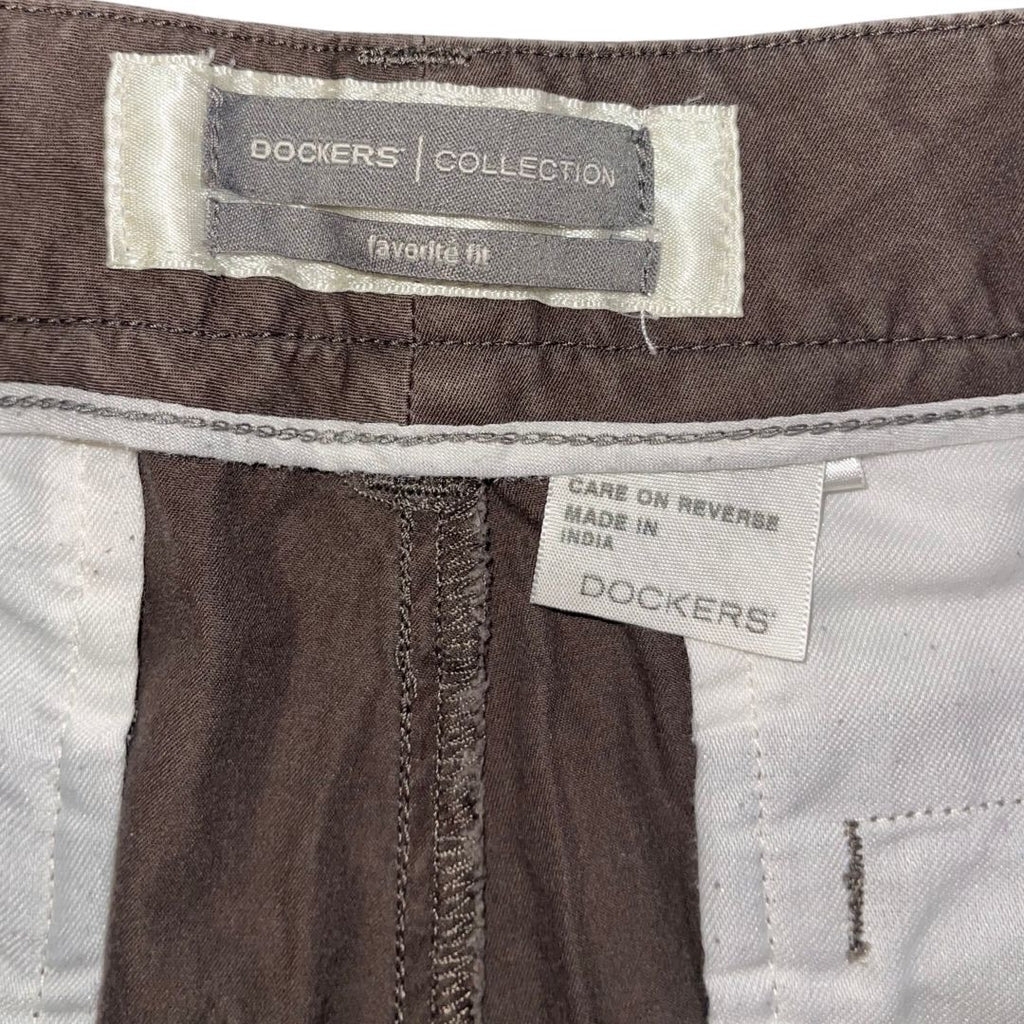 DOCKERS® | COLLECTION
favorite fit
CARE ON REVERSE
MADE IN
INDIA
DOCKERS®